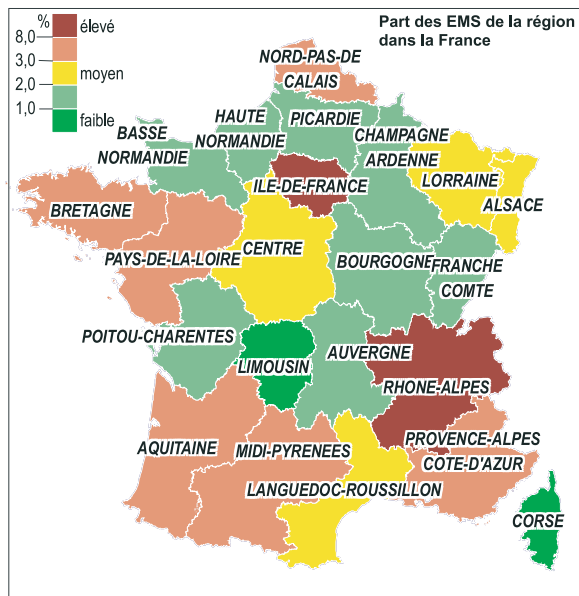 %
élevé
8,0
3,0
moyen
2,0
1,0
faible
Part des EMS de la région
dans la France
NORD-PAS-DE
CALAIS
HAUTE
NORMANDIE
PICARDIE
BASSE
NORMANDIE
CHAMPAGNE
ARDENNE
ILE-DE-FRANCE
LORRAINE
ALSACE
BRETAGNE
PAYS-DE-LA-LOIRE
CENTRE
BOURGOGNE
FRANCHE
COMTE
POITOU-CHARENTES
LIMOUSIN
AUVERGNE
RHONE-ALPES
AQUITAINE
MIDI-PYRENEES
PROVENCE-ALPES
COTE-D'AZUR
LANGUEDOC-ROUSSILLON
CORSE